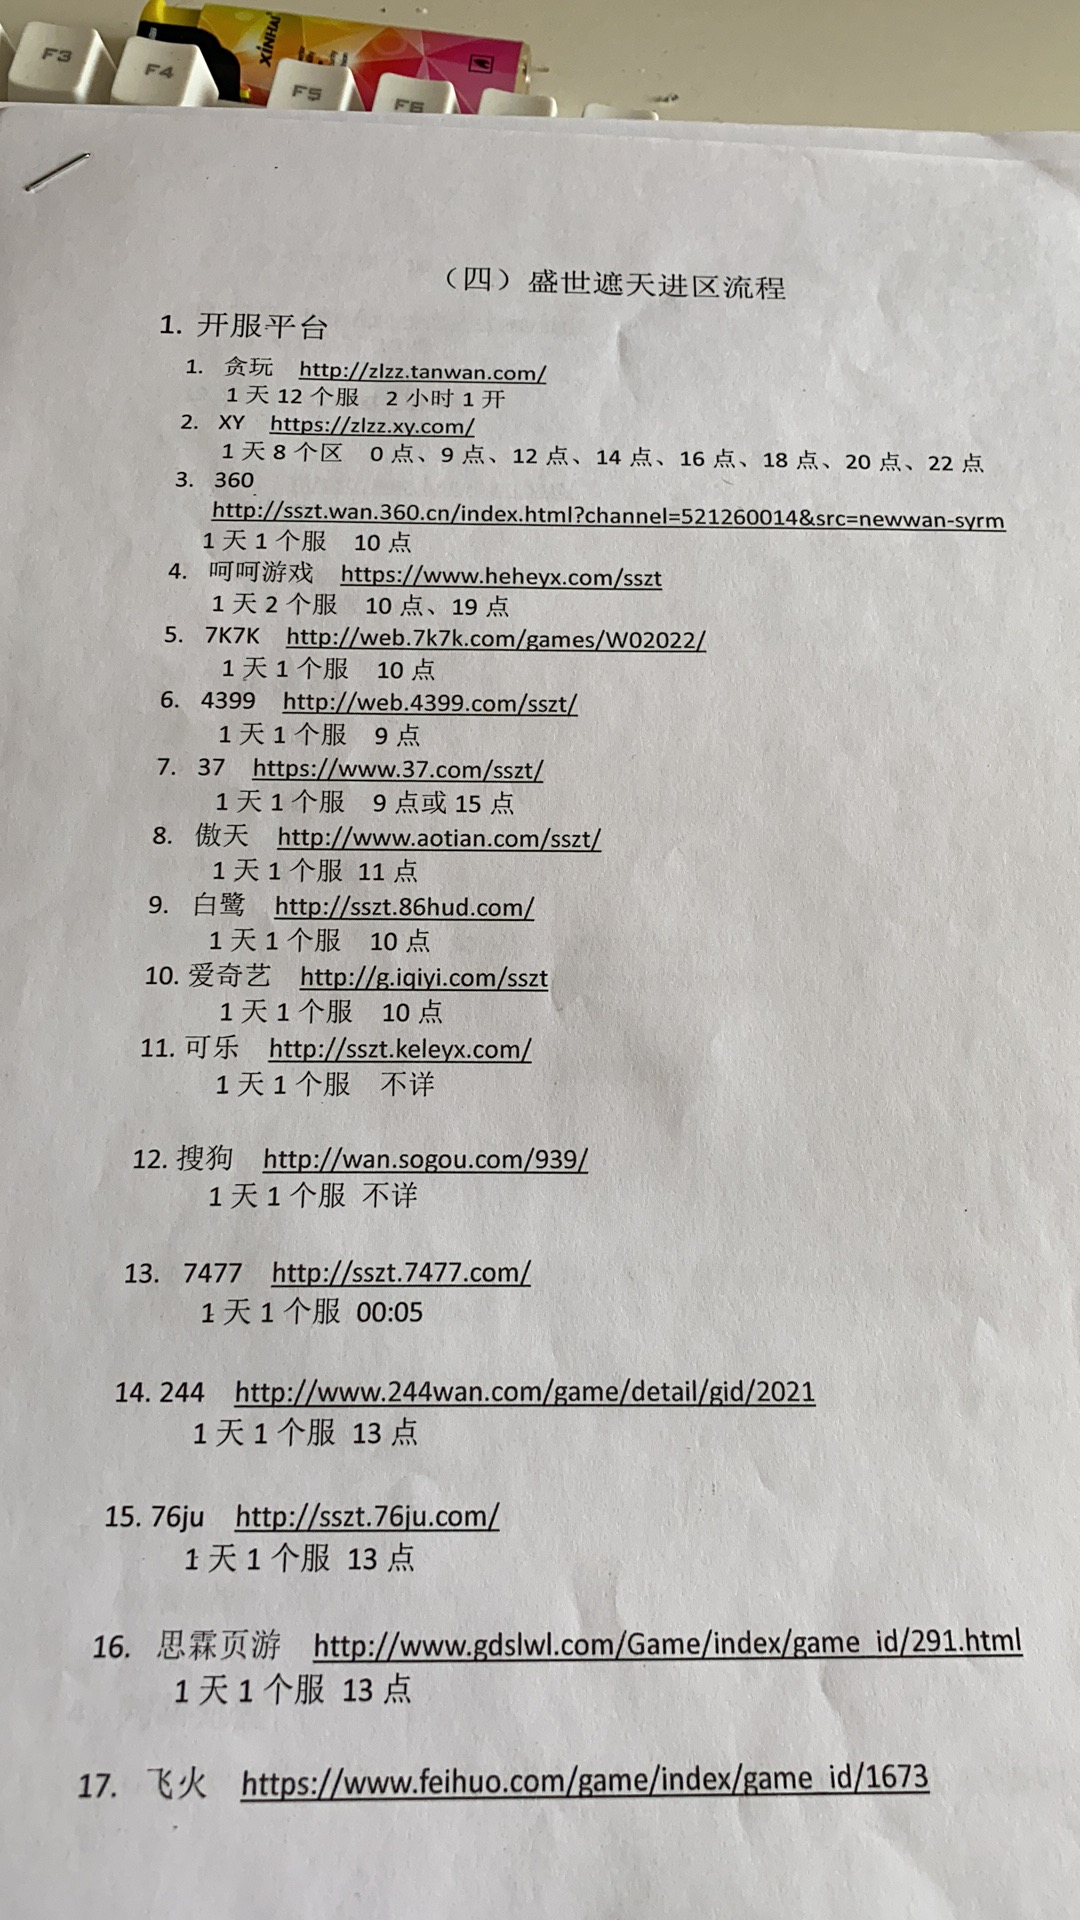 F3
F4
F5
F6
XINHAI
（四）盛世遮天进区流程
1. 开服平台
1. 贪玩 http://zlzz.tanwan.com/
1 天 12 个服 2 小时 1 开
2. XY https://zlzz.xy.com/
1 天 8 个区 0 点、9 点、12 点、14 点、16 点、18 点、20 点、22 点
3. 360
http://sszt.wan.360.cn/index.html?channel=521260014&src=newwan-syrm
1 天 1 个服 10 点
4. 呵呵游戏 https://www.heheyx.com/sszt
1 天 2 个服 10 点、19 点
5. 7K7K http://web.7k7k.com/games/W02022/
1 天 1 个服 10 点
6. 4399 http://web.4399.com/sszt/
1 天 1 个服 9 点
7. 37 https://www.37.com/sszt/
1 天 1 个服 9 点或 15 点
8. 傲天 http://www.aotian.com/sszt/
1 天 1 个服 11 点
9. 白鹭 http://sszt.86hud.com/
1 天 1 个服 10 点
10. 爱奇艺 http://g.iqiyi.com/sszt
1 天 1 个服 10 点
11. 可乐 http://sszt.keleyx.com/
1 天 1 个服 不详
12. 搜狗 http://wan.sogou.com/939/
1 天 1 个服 不详
13. 7477 http://sszt.7477.com/
1 天 1 个服 00:05
14. 244 http://www.244wan.com/game/detail/gid/2021
1 天 1 个服 13 点
15. 76ju http://sszt.76ju.com/
1 天 1 个服 13 点
16. 思霖页游 http://www.gdslwl.com/Game/index/game_id/291.html
1 天 1 个服 13 点
17. 飞火 https://www.feihuo.com/game/index/game_id/1673